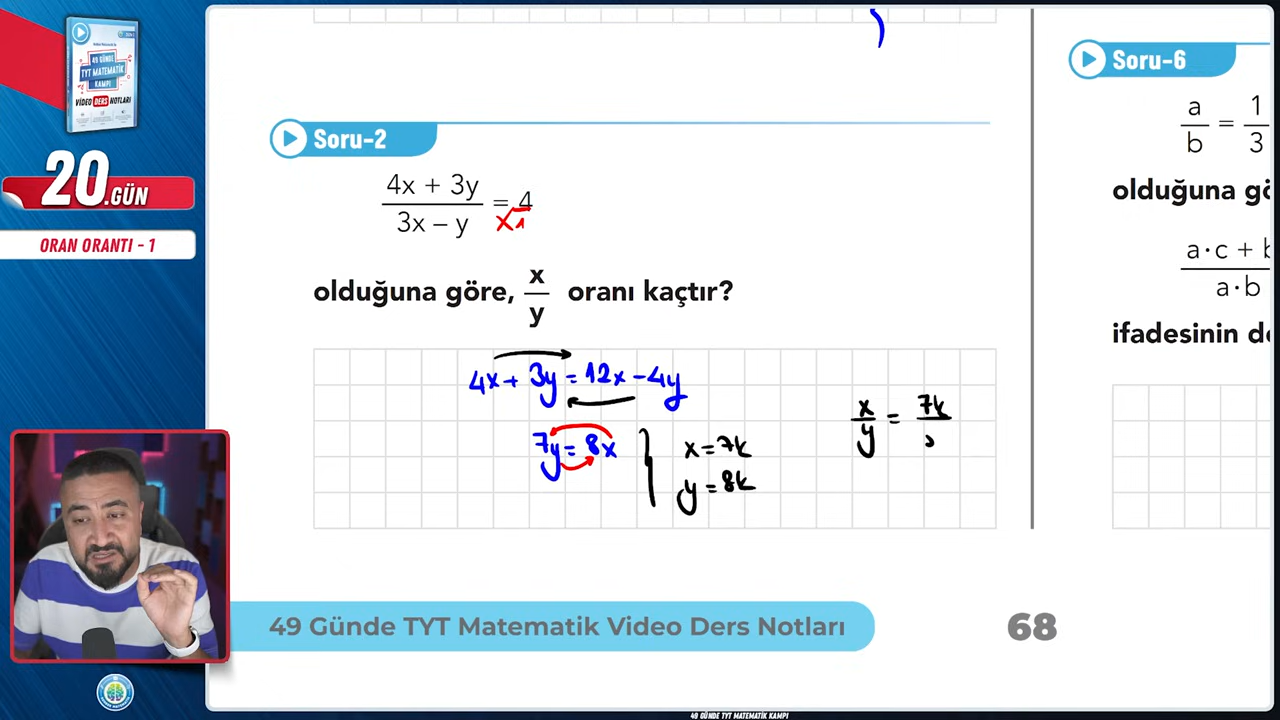 49 GÜNDE
TYT MATEMATİK
KAMPI
VİDEO DERS NOTLARI
20.GÜN
ORAN ORANTI - 1
Soru-2
4x + 3y
3x – y
= 4
x1
olduğuna göre, x/y oranı kaçtır?
4x+3y=12x-4y
7y=8x
x=7k
y=8k
x/y = 7k
Soru-6
a/b = 1/3
olduğuna gö
a·c + b
a·b
ifadesinin de
49 Günde TYT Matematik Video Ders Notları
68
49 GÜNDE TYT MATEMATİK KAMPI